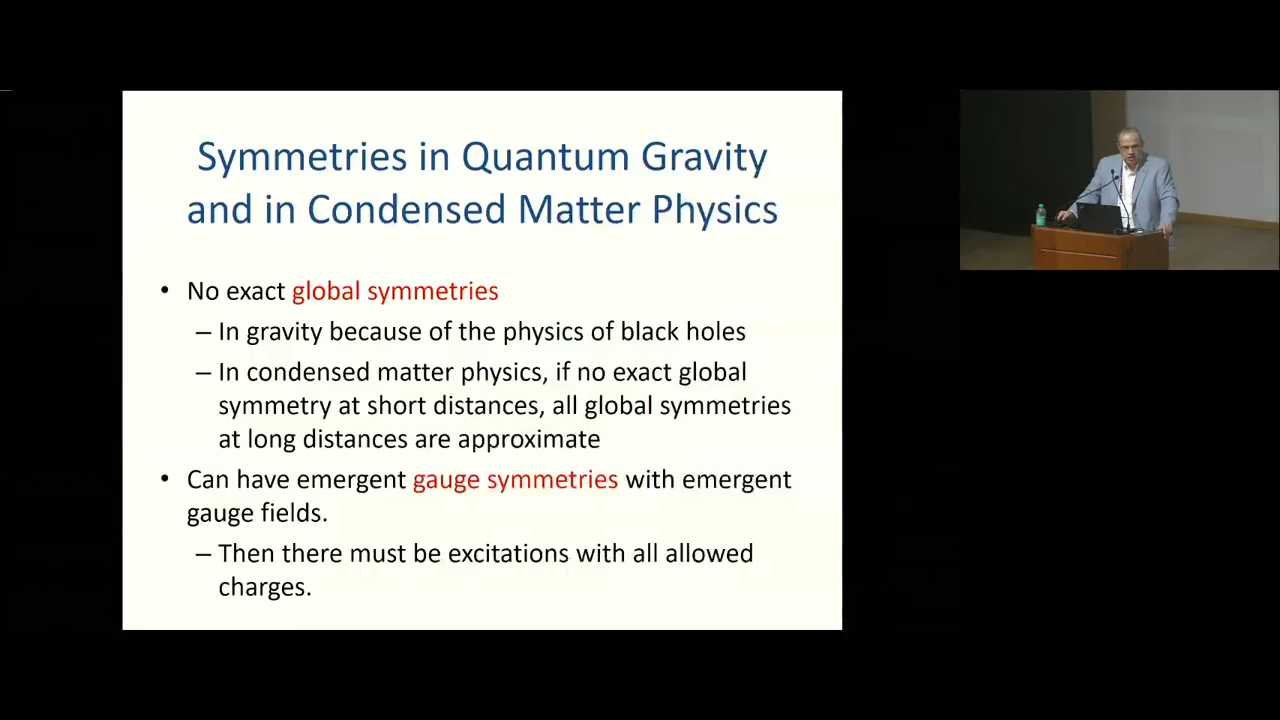 Symmetries in Quantum Gravity
and in Condensed Matter Physics
• No exact global symmetries
– In gravity because of the physics of black holes
– In condensed matter physics, if no exact global
symmetry at short distances, all global symmetries
at long distances are approximate
• Can have emergent gauge symmetries with emergent
gauge fields.
– Then there must be excitations with all allowed
charges.